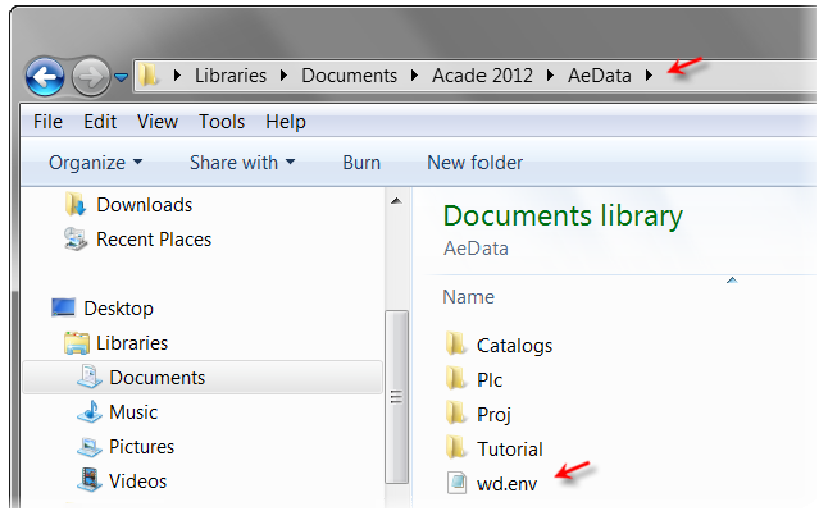 Libraries Documents Acade 2012 AeData
File Edit View Tools Help
Organize Share with Burn New folder
Downloads
Recent Places
Desktop
Libraries
Documents
Music
Pictures
Videos
Documents library
AeData
Name
Catalogs
Plc
Proj
Tutorial
wd.env